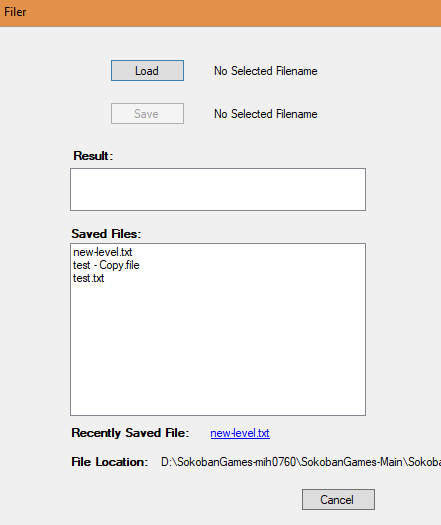 Filer
Load No Selected Filename
Save No Selected Filename
Result:
Saved Files:
new-level.txt
test - Copy.file
test.txt
Recently Saved File: new-level.txt
File Location: D:\SokobanGames-mih0760\SokobanGames-Main\Sokoba
Cancel